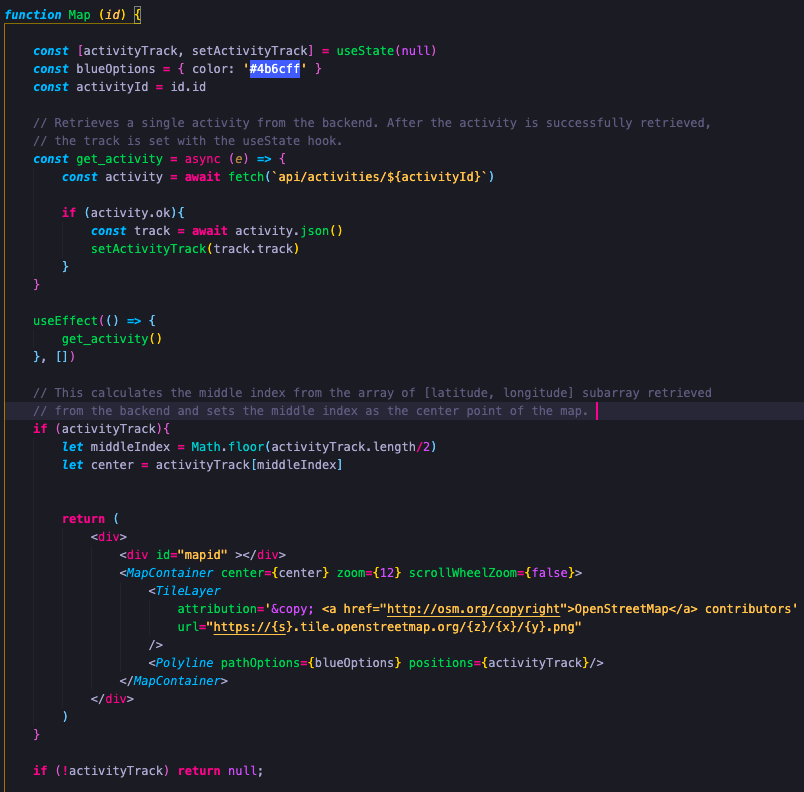 function Map (id) {
const [activityTrack, setActivityTrack] = useState(null)
const blueOptions = { color: '#4b6cff' }
const activityId = id.id
// Retrieves a single activity from the backend. After the activity is successfully retrieved,
// the track is set with the useState hook.
const get_activity = async (e) => {
const activity = await fetch(`api/activities/${activityId}`)
if (activity.ok){
const track = await activity.json()
setActivityTrack(track.track)
}
}
useEffect(() => {
get_activity()
}, [])
// This calculates the middle index from the array of [latitude, longitude] subarray retrieved
// from the backend and sets the middle index as the center point of the map.
if (activityTrack){
let middleIndex = Math.floor(activityTrack.length/2)
let center = activityTrack[middleIndex]
return (
<div>
<div id="mapid" ></div>
<MapContainer center={center} zoom={12} scrollWheelZoom={false}>
<TileLayer
attribution='&copy; <a href="http://osm.org/copyright">OpenStreetMap</a> contributors'
url="https://{s}.tile.openstreetmap.org/{z}/{x}/{y}.png"
/>
<Polyline pathOptions={blueOptions} positions={activityTrack}/>
</MapContainer>
</div>
)
}
if (!activityTrack) return null;